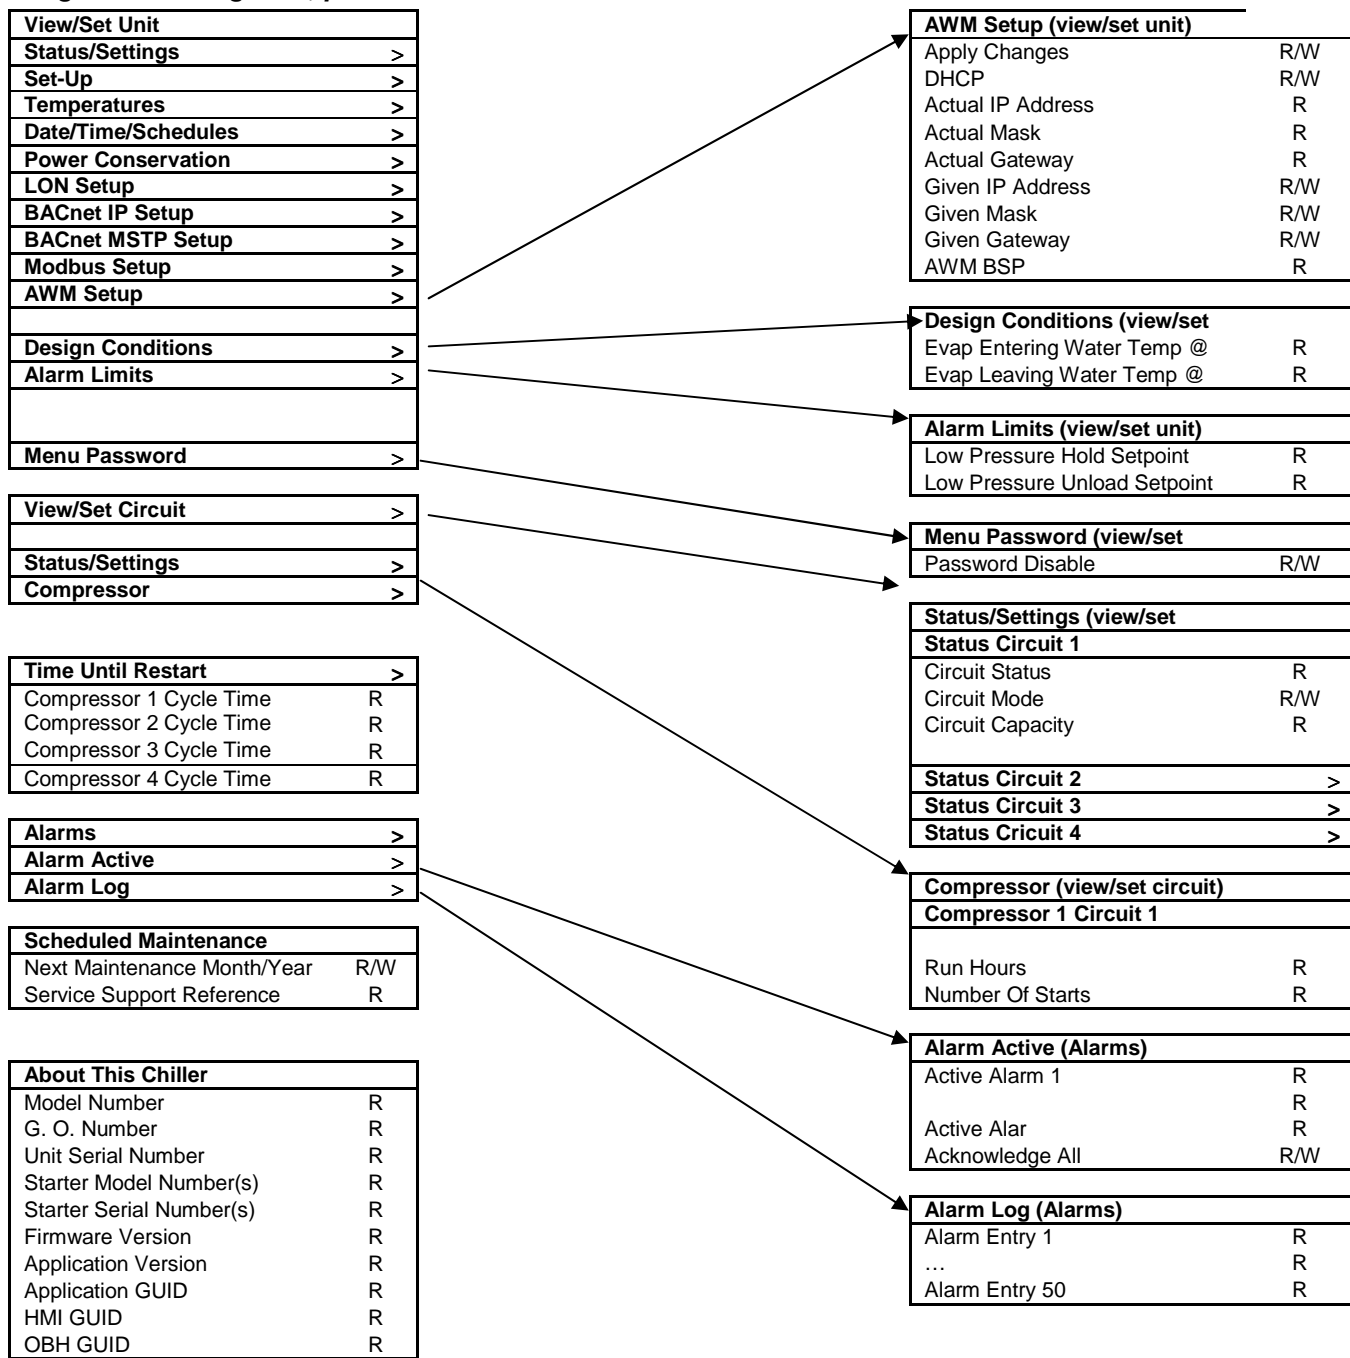 View/Set Unit
Status/Settings >
Set-Up >
Temperatures >
Date/Time/Schedules >
Power Conservation >
LON Setup >
BACnet IP Setup >
BACnet MSTP Setup >
Modbus Setup >
AWM Setup >
Design Conditions >
Alarm Limits >
Menu Password >
View/Set Circuit >
Status/Settings >
Compressor >
Time Until Restart >
Compressor 1 Cycle Time R
Compressor 2 Cycle Time R
Compressor 3 Cycle Time R
Compressor 4 Cycle Time R
Alarms >
Alarm Active >
Alarm Log >
Scheduled Maintenance
Next Maintenance Month/Year R/W
Service Support Reference R
About This Chiller
Model Number R
G. O. Number R
Unit Serial Number R
Starter Model Number(s) R
Starter Serial Number(s) R
Firmware Version R
Application Version R
Application GUID R
HMI GUID R
OBH GUID R
AWM Setup (view/set unit)
Apply Changes R/W
DHCP R/W
Actual IP Address R
Actual Mask R
Actual Gateway R
Given IP Address R/W
Given Mask R/W
Given Gateway R/W
AWM BSP R
Design Conditions (view/set
Evap Entering Water Temp @ R
Evap Leaving Water Temp @ R
Alarm Limits (view/set unit)
Low Pressure Hold Setpoint R
Low Pressure Unload Setpoint R
Menu Password (view/set
Password Disable R/W
Status/Settings (view/set
Status Circuit 1
Circuit Status R
Circuit Mode R/W
Circuit Capacity R
Status Circuit 2 >
Status Circuit 3 >
Status Cricuit 4 >
Compressor (view/set circuit)
Compressor 1 Circuit 1
Run Hours R
Number Of Starts R
Alarm Active (Alarms)
Active Alarm 1 R
R
Active Alar R
Acknowledge All R/W
Alarm Log (Alarms)
Alarm Entry 1 R
… R
Alarm Entry 50 R